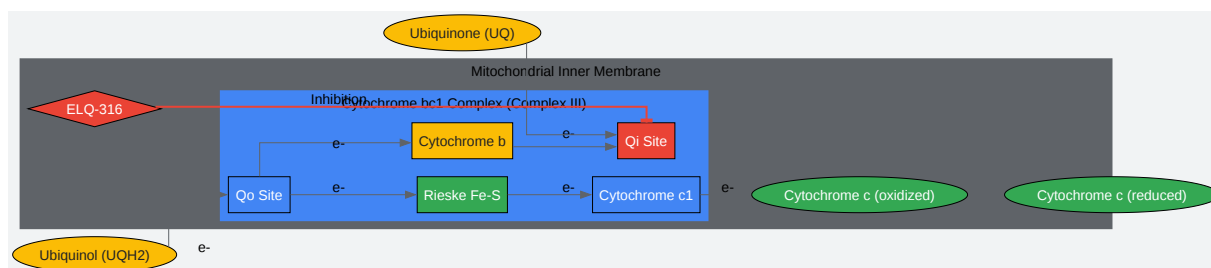 Ubiquinone (UQ)
Mitochondrial Inner Membrane
Inhibition
Cytochrome bc1 Complex (Complex III)
ELQ-316
e-
Cytochrome b
e-
Qi Site
Qo Site
e-
Rieske Fe-S
e-
Cytochrome c1
e-
Cytochrome c (oxidized)
Cytochrome c (reduced)
Ubiquinol (UQH2)
e-